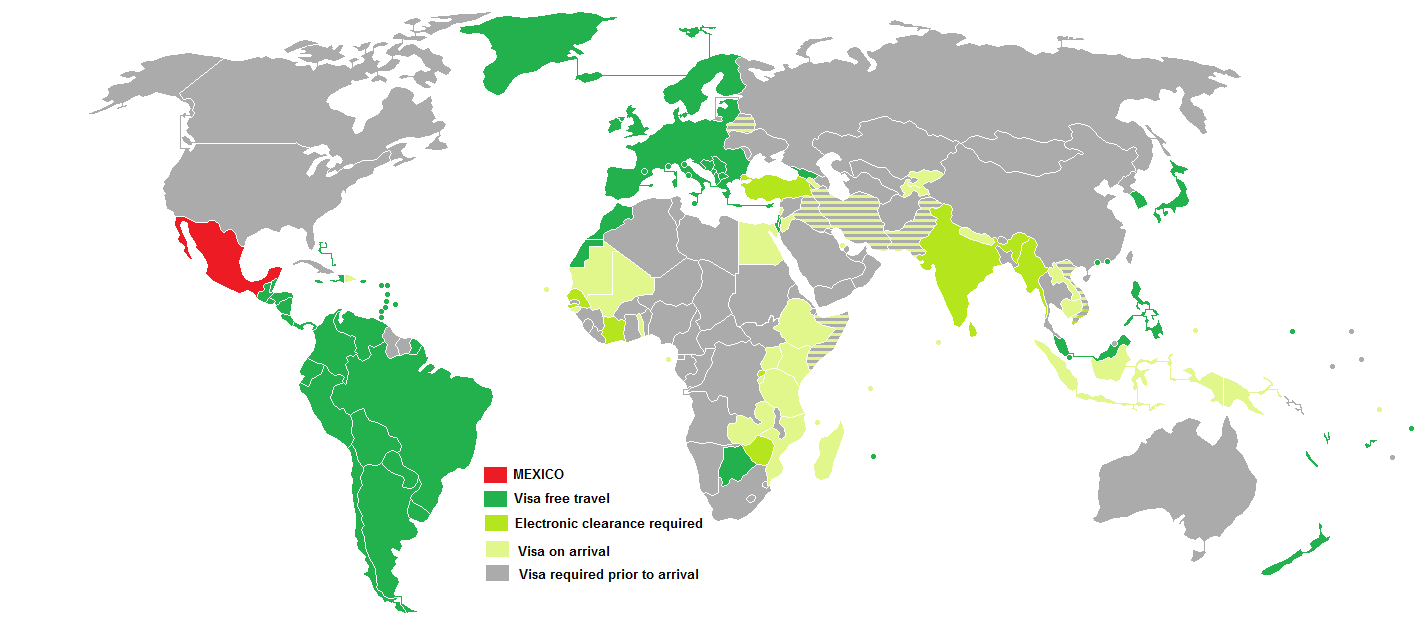 MEXICO
Visa free travel
Electronic clearance required
Visa on arrival
Visa required prior to arrival